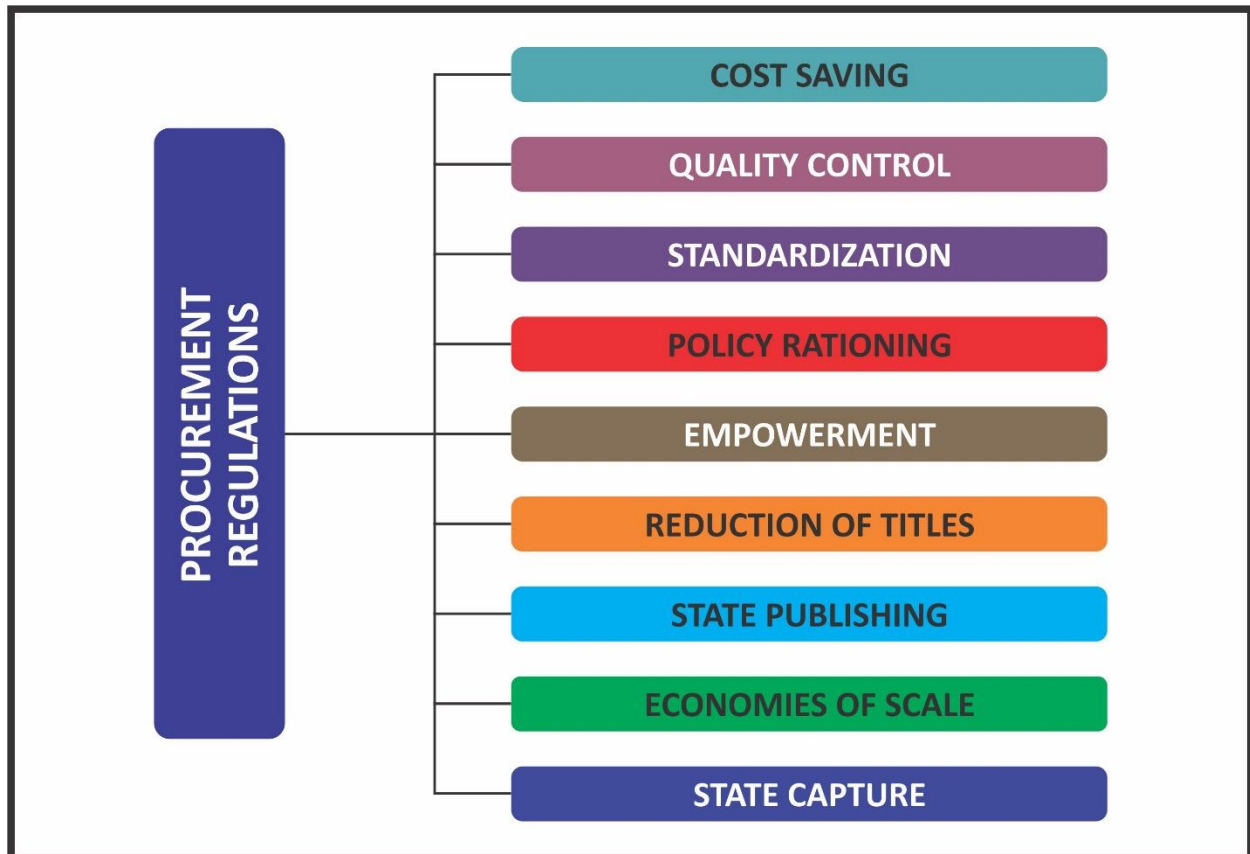 PROCUREMENT
REGULATIONS
COST SAVING
QUALITY CONTROL
STANDARDIZATION
POLICY RATIONING
EMPOWERMENT
REDUCTION OF TITLES
STATE PUBLISHING
ECONOMIES OF SCALE
STATE CAPTURE